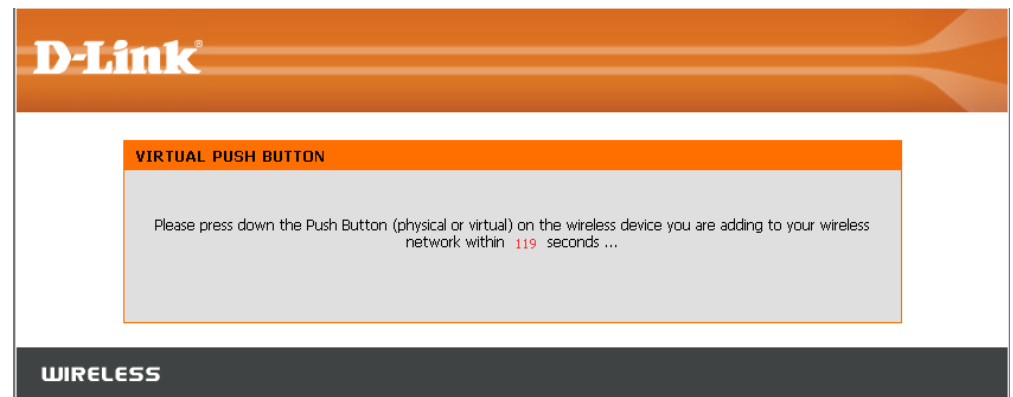 D-Link®
VIRTUAL PUSH BUTTON
Please press down the Push Button (physical or virtual) on the wireless device you are adding to your wireless
network within 119 seconds ...
WIRELESS